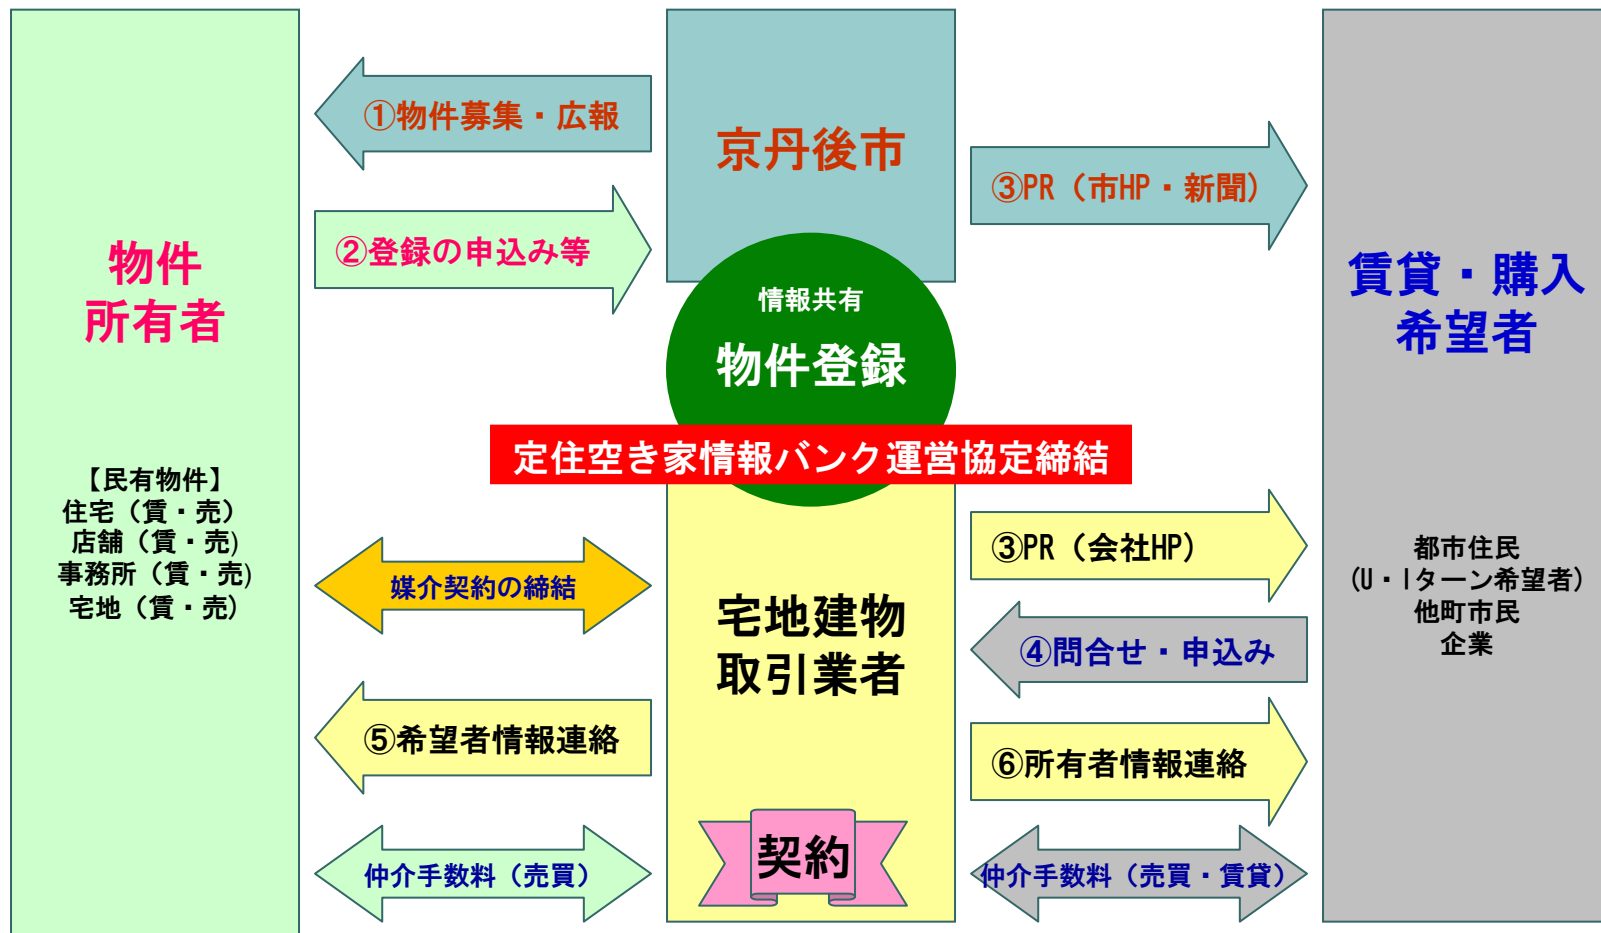 物件
所有者
【民有物件】
住宅（賃・売）
店舗（賃・売)
事務所（賃・売)
宅地（賃・売）
①物件募集・広報
②登録の申込み等
媒介契約の締結
⑤希望者情報連絡
仲介手数料（売買）
京丹後市
情報共有
物件登録
定住空き家情報バンク運営協定締結
宅地建物
取引業者
契約
③PR（市HP・新聞）
③PR（会社HP）
④問合せ・申込み
⑥所有者情報連絡
仲介手数料（売買・賃貸）
賃貸・購入
希望者
都市住民
（U・Iターン希望者）
他町市民
企業